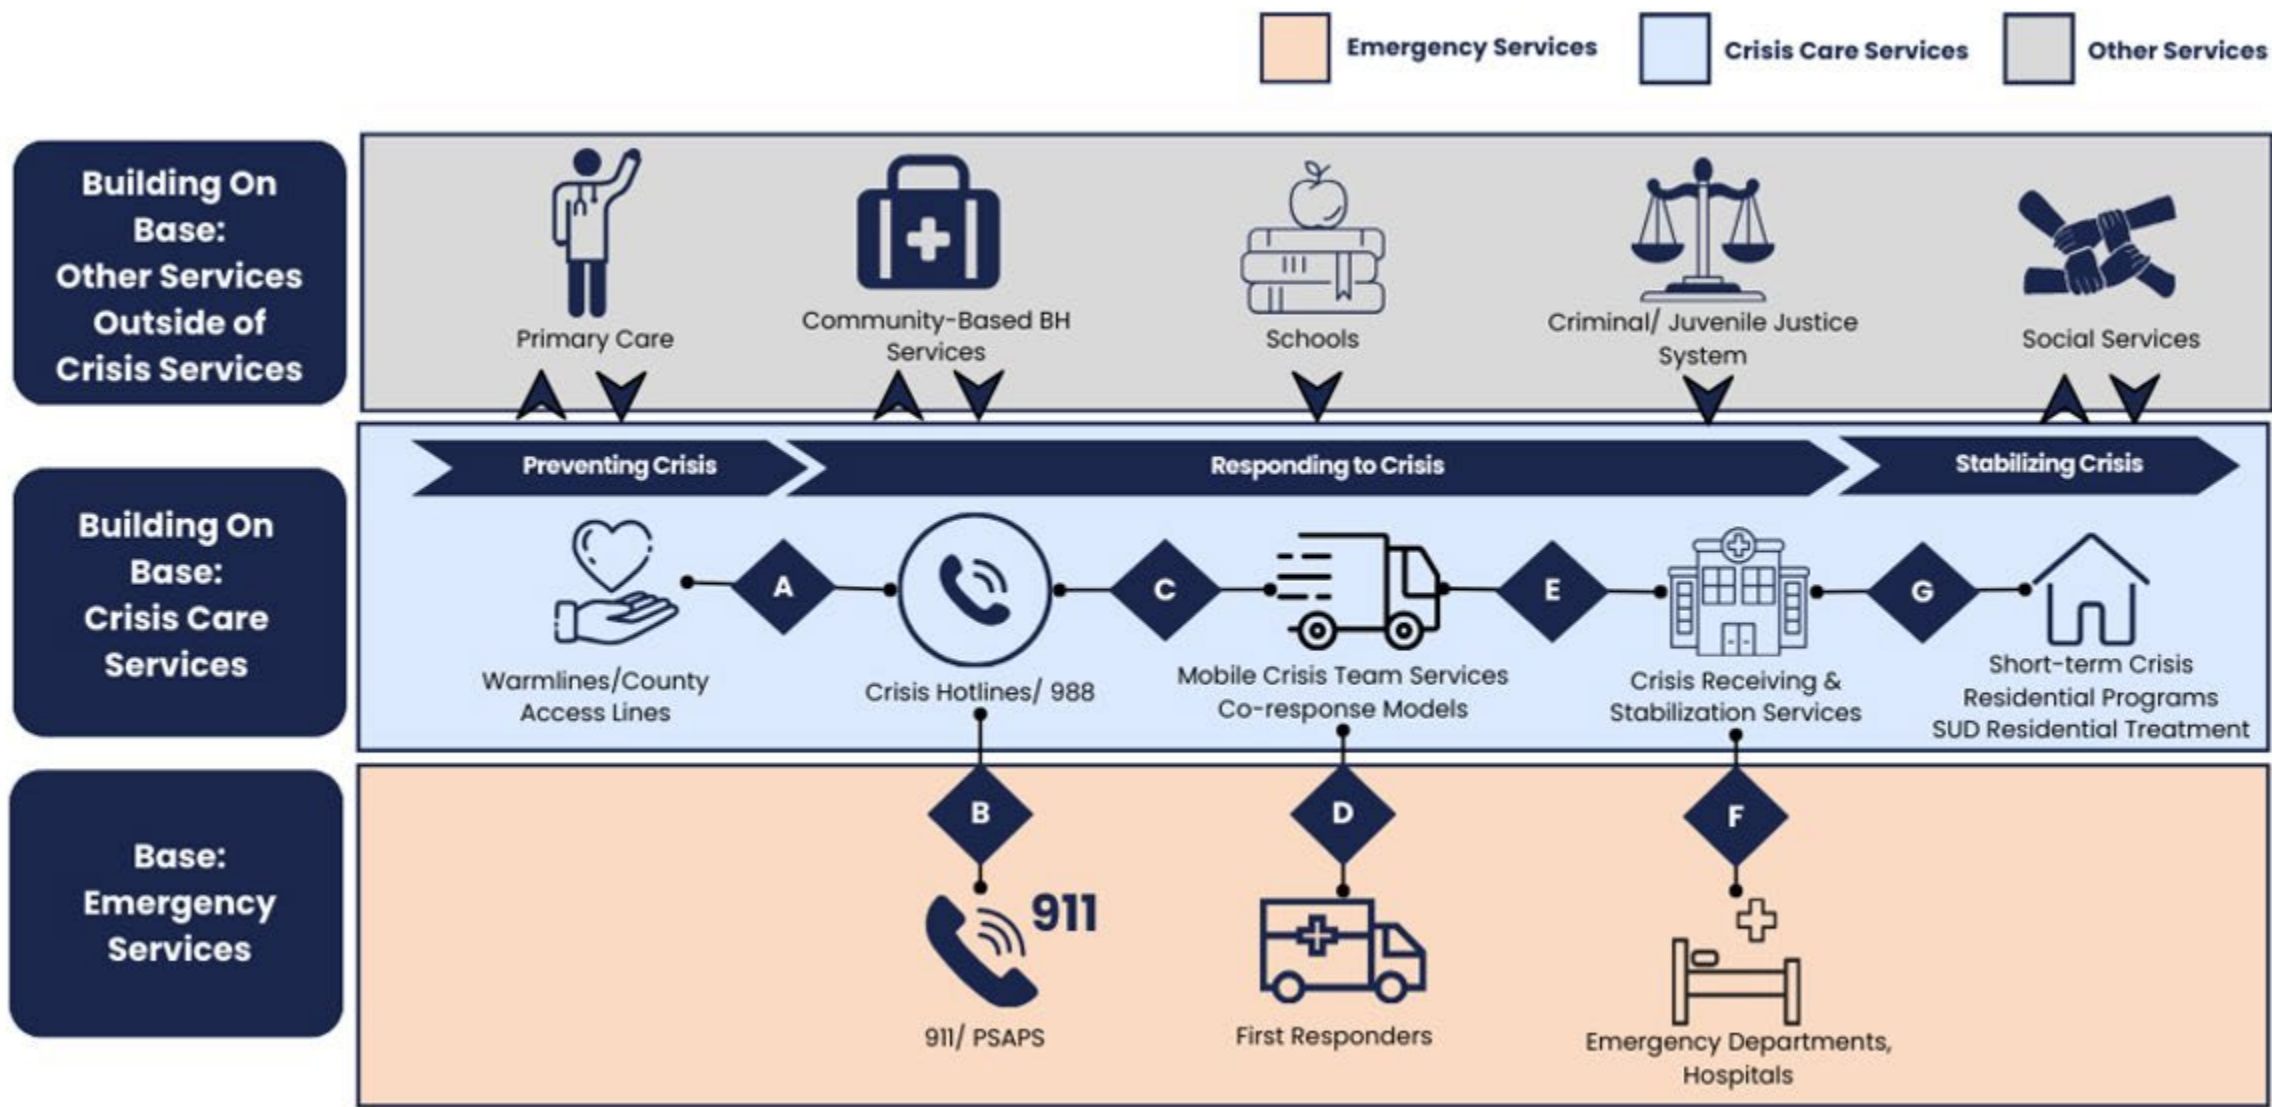 Emergency Services
Crisis Care Services
Other Services
Building On
Base:
Other Services
Outside of
Crisis Services
Primary Care
Community-Based BH
Services
Schools
Criminal/ Juvenile Justice
System
Social Services
Building On
Base:
Crisis Care
Services
Preventing Crisis
Responding to Crisis
Stabilizing Crisis
A
C
E
G
Warmlines/County
Access Lines
Crisis Hotlines/ 988
Mobile Crisis Team Services
Co-response Models
Crisis Receiving &
Stabilization Services
Short-term Crisis
Residential Programs
SUD Residential Treatment
Base:
Emergency
Services
B
D
F
911
911/ PSAPS
First Responders
Emergency Departments,
Hospitals